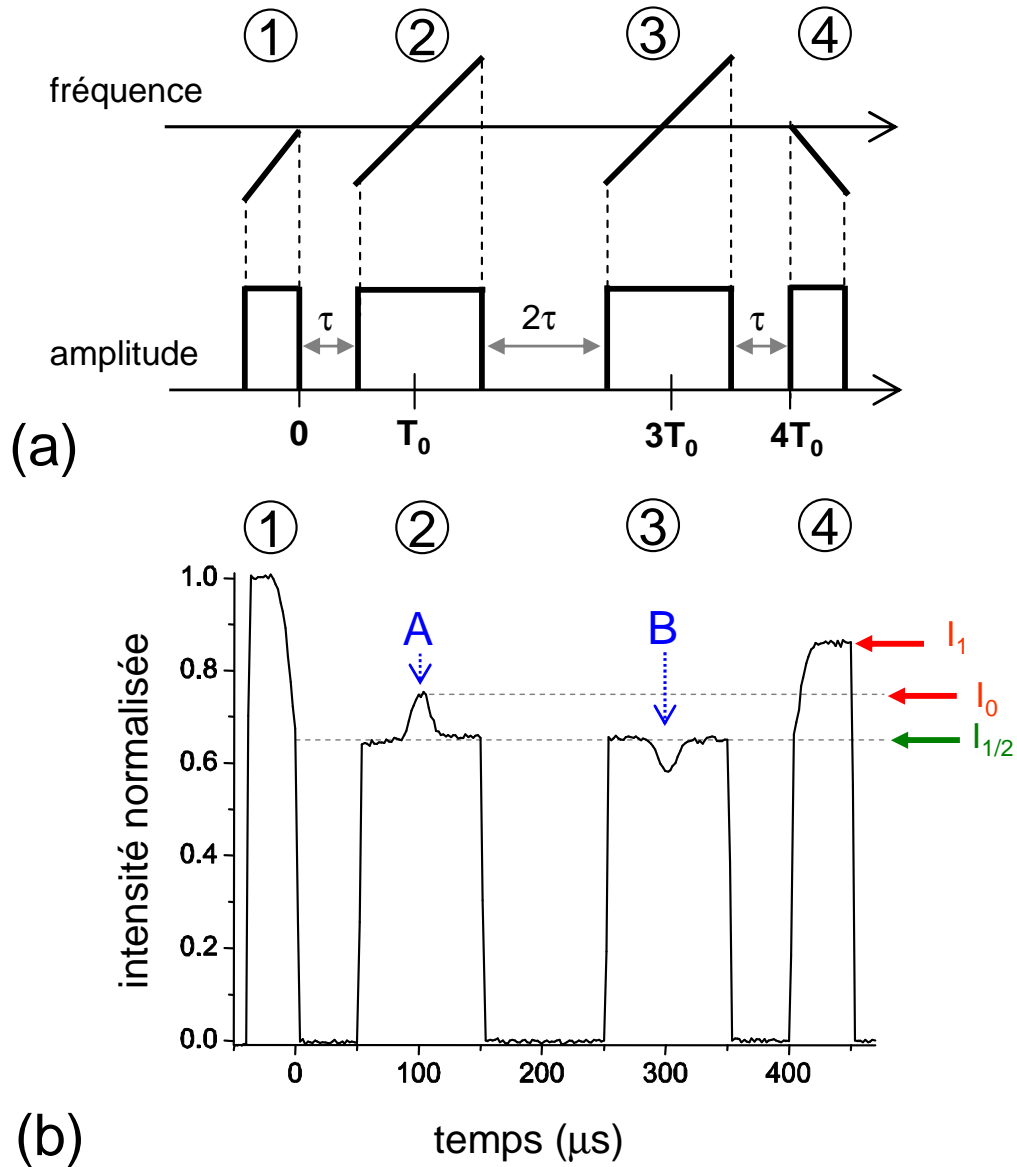 ① ② ③ ④
fréquence
τ 2τ τ
amplitude
0 T₀ 3T₀ 4T₀
(a)
① ② ③ ④
1.0
0.8
0.6
0.4
0.2
0.0
intensité normalisée
A B
I₁
I₀
I₁/₂
0 100 200 300 400
temps (μs)
(b)